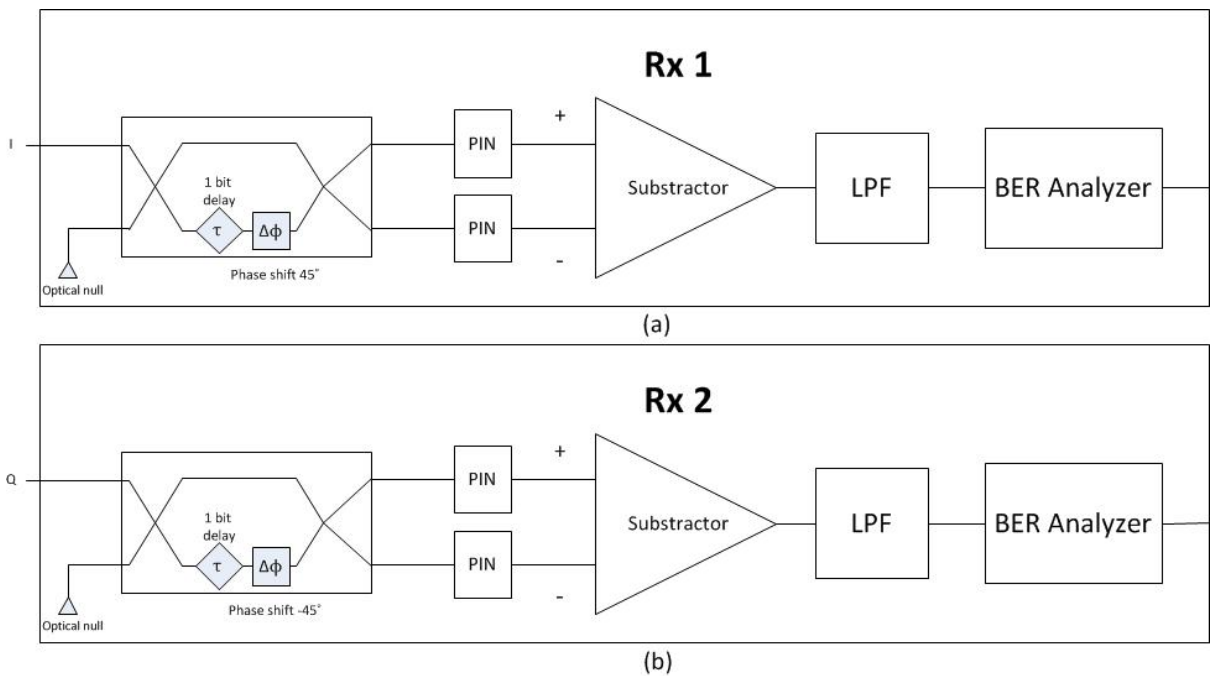 Rx 1
I
1 bit
delay
τ
Δϕ
Phase shift 45°
Optical null
PIN
PIN
+
-
Substractor
LPF
BER Analyzer
(a)
Rx 2
Q
1 bit
delay
τ
Δϕ
Phase shift -45°
Optical null
PIN
PIN
+
-
Substractor
LPF
BER Analyzer
(b)